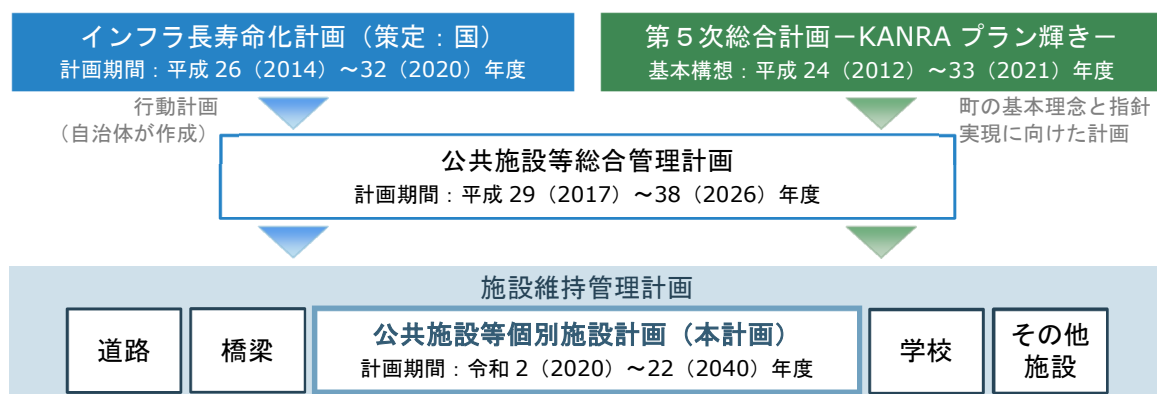 インフラ長寿命化計画（策定：国）
計画期間：平成 26（2014）～32（2020）年度
第５次総合計画－KANRA プラン輝き－
基本構想：平成 24（2012）～33（2021）年度
行動計画
（自治体が作成）
町の基本理念と指針
実現に向けた計画
公共施設等総合管理計画
計画期間：平成 29（2017）～38（2026）年度
施設維持管理計画
道路
橋梁
公共施設等個別施設計画（本計画）
計画期間：令和 2（2020）～22（2040）年度
学校
その他
施設